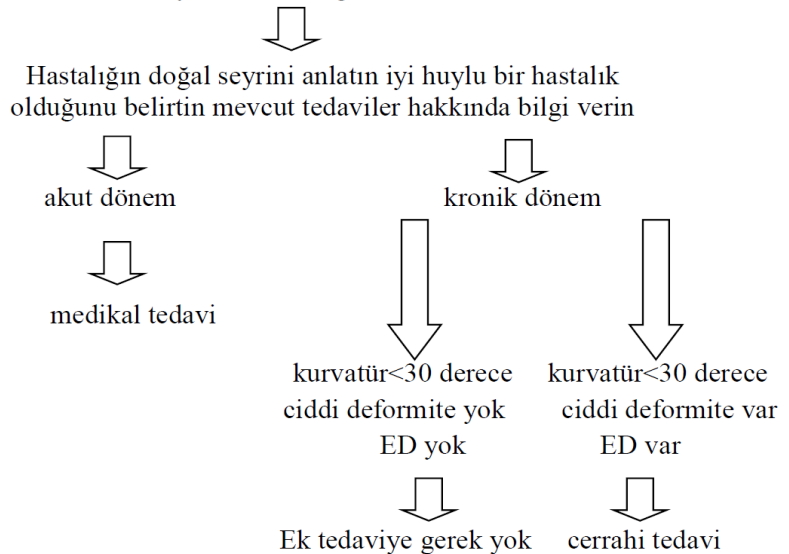 Hastalığın doğal seyrini anlatın iyi huylu bir hastalık
olduğunu belirtin mevcut tedaviler hakkında bilgi verin
akut dönem
kronik dönem
medikal tedavi
kurvatür<30 derece
ciddi deformite yok
ED yok
kurvatür<30 derece
ciddi deformite var
ED var
Ek tedaviye gerek yok
cerrahi tedavi